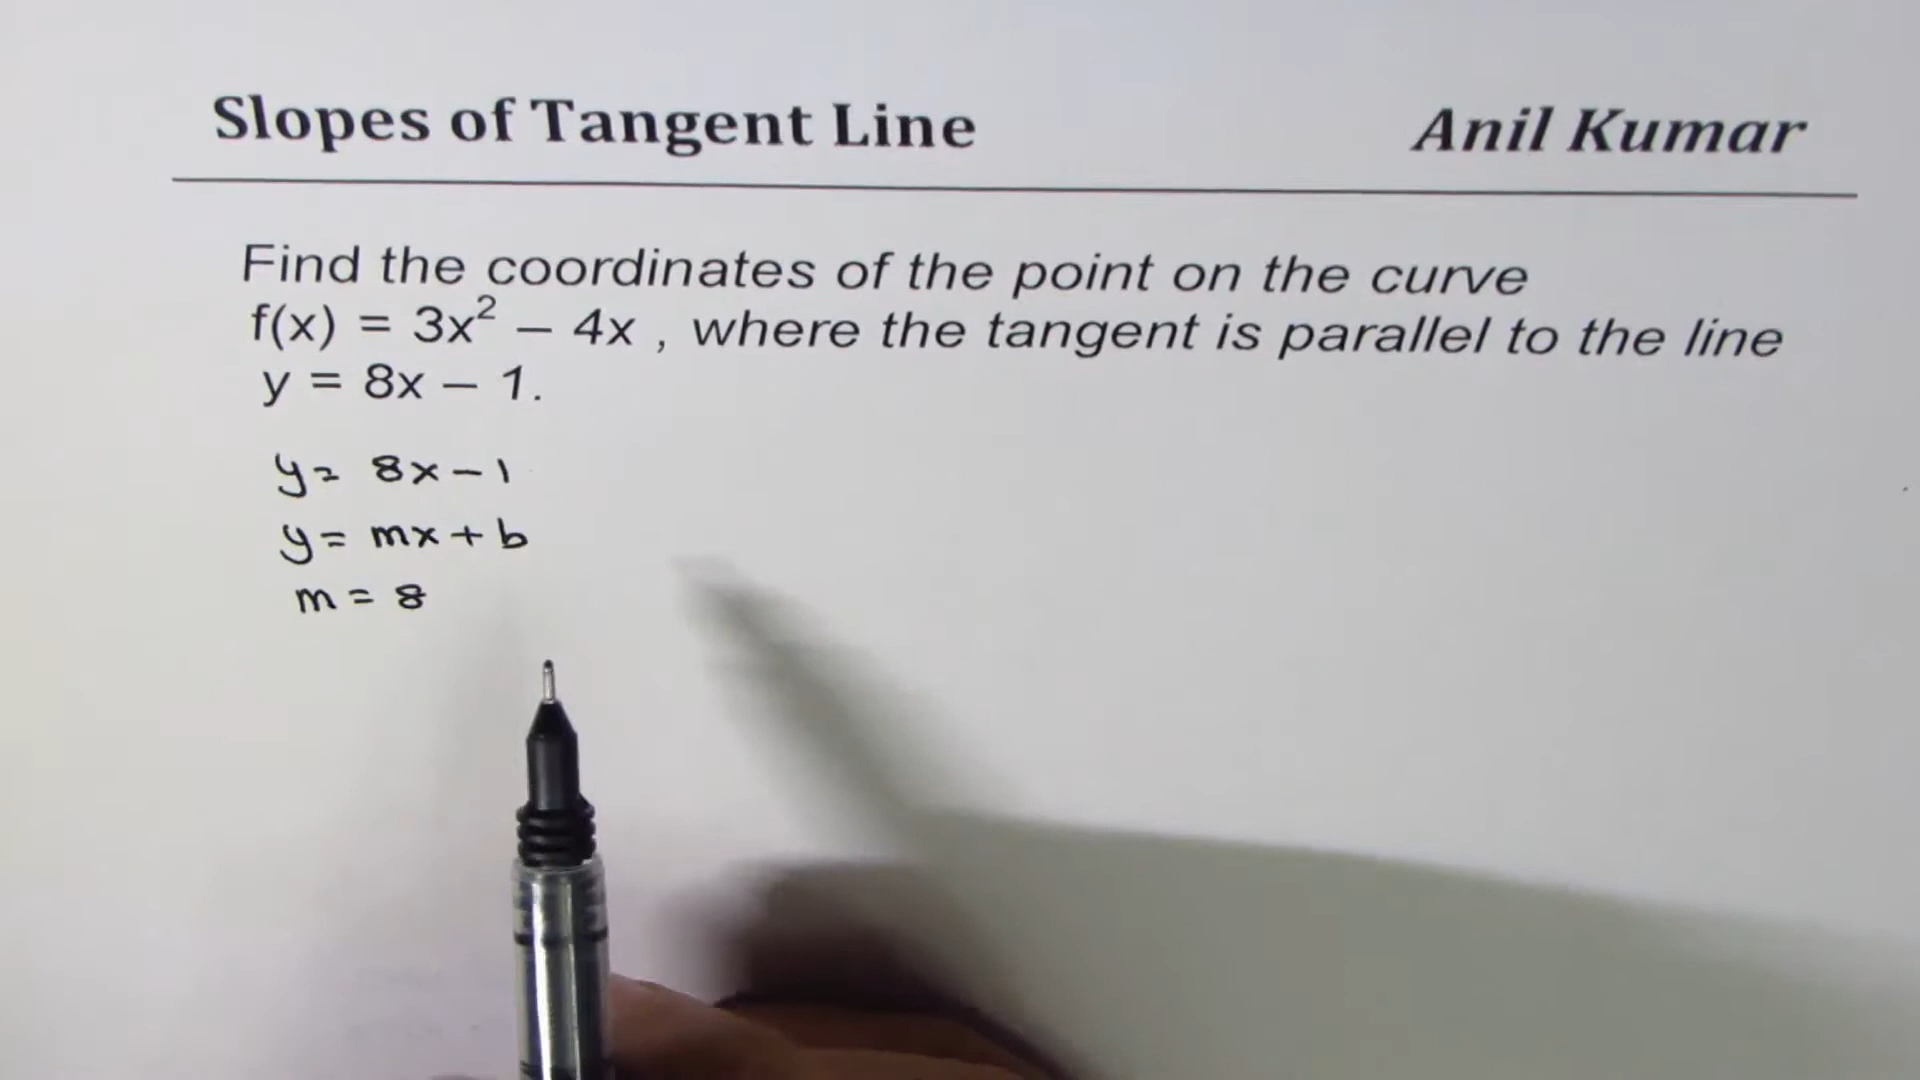 Slopes of Tangent Line Anil Kumar
Find the coordinates of the point on the curve
f(x) = 3x² – 4x , where the tangent is parallel to the line
y = 8x – 1.
y = 8x – 1
y = mx + b
m = 8